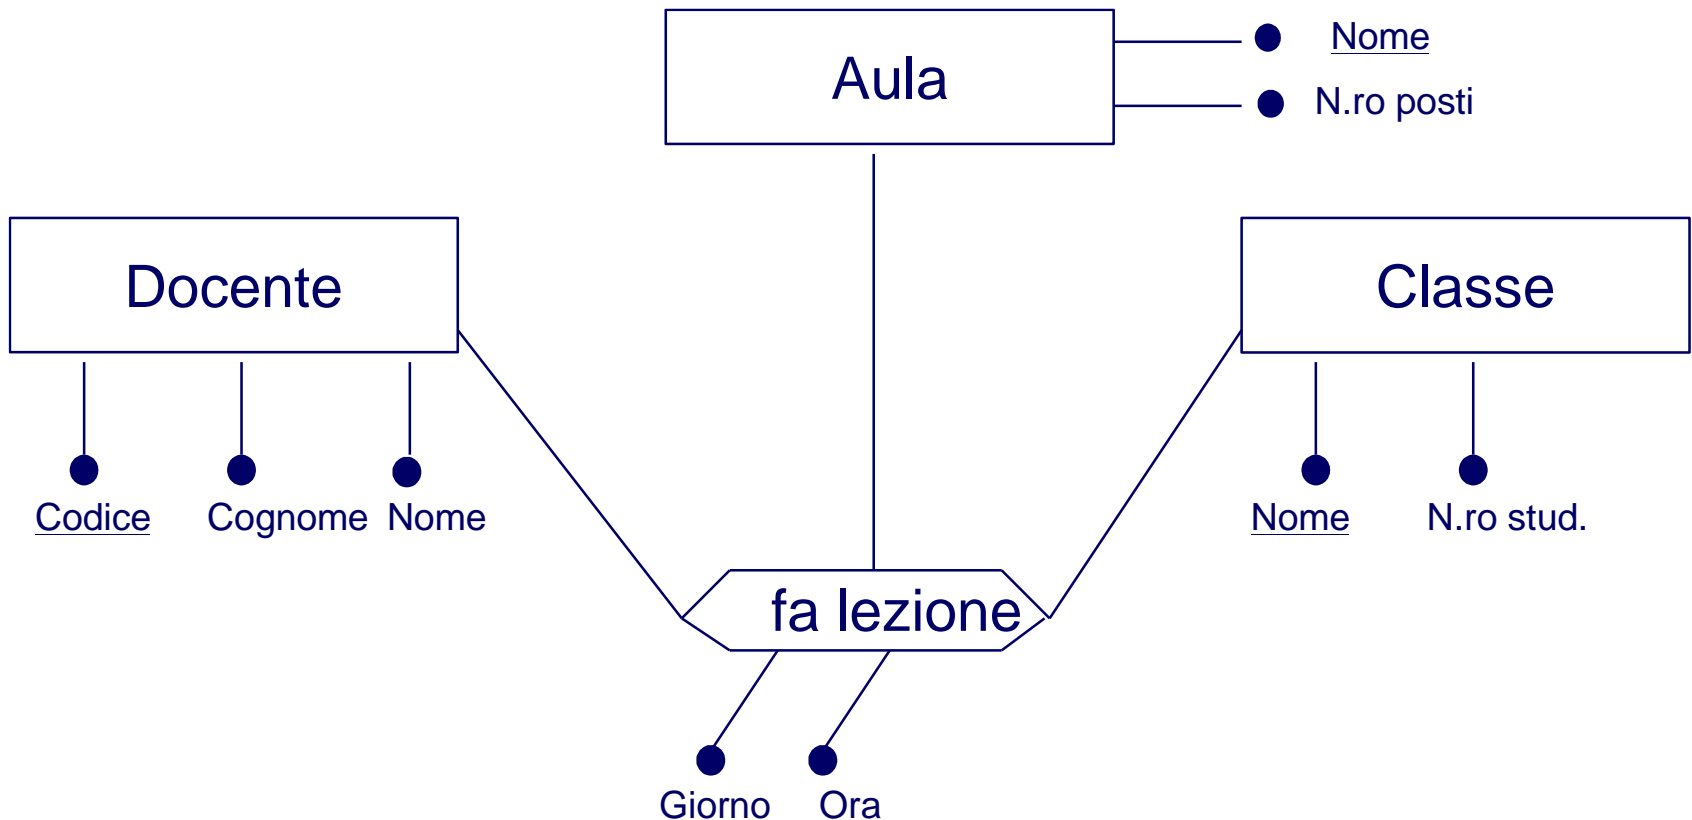 Nome
Aula
N.ro posti
Docente
Classe
Codice Cognome Nome
Nome N.ro stud.
fa lezione
Giorno Ora